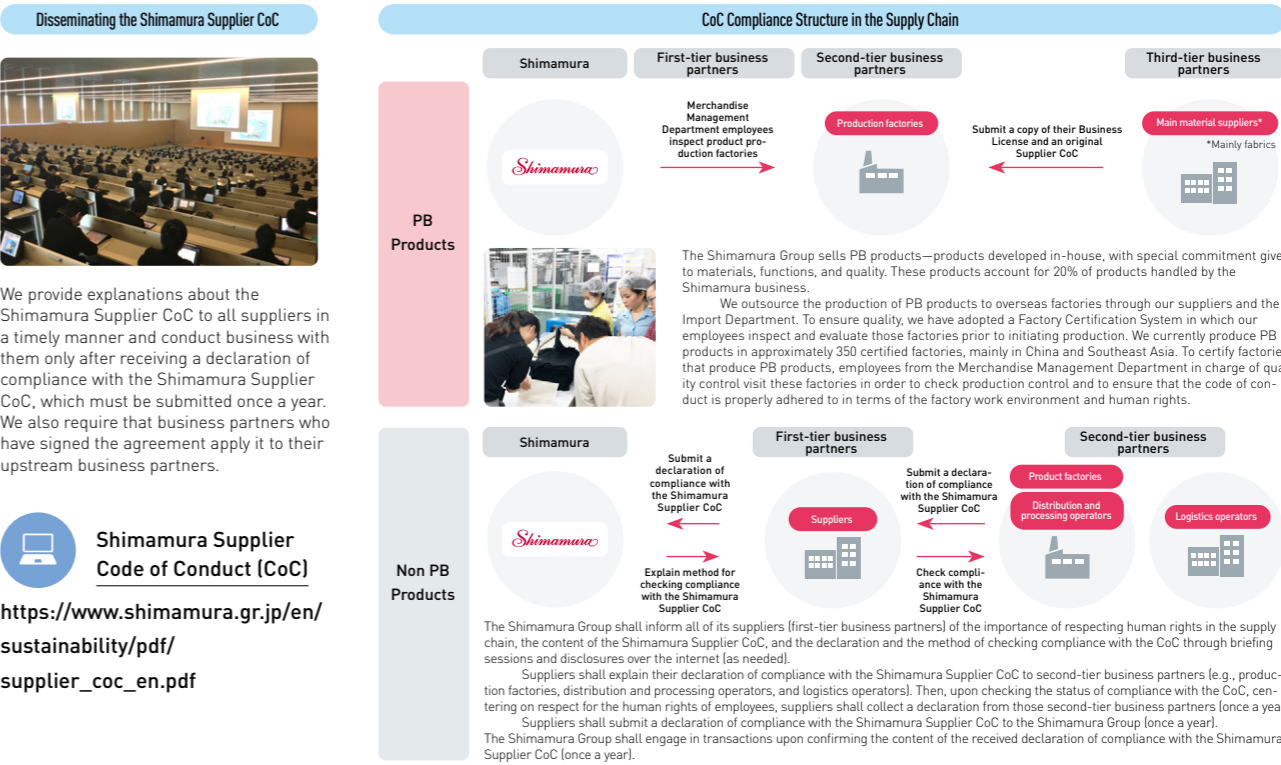 Disseminating the Shimamura Supplier CoC
We provide explanations about the
Shimamura Supplier CoC to all suppliers in
a timely manner and conduct business with
them only after receiving a declaration of
compliance with the Shimamura Supplier
CoC, which must be submitted once a year.
We also require that business partners who
have signed the agreement apply it to their
upstream business partners.
Shimamura Supplier
Code of Conduct (CoC)
https://www.shimamura.gr.jp/en/
sustainability/pdf/
supplier_coc_en.pdf
CoC Compliance Structure in the Supply Chain
PB
Products
Shimamura
First-tier business
partners
Second-tier business
partners
Third-tier business
partners
Shimamura
Merchandise
Management
Department employees
inspect product pro-
duction factories
Production factories
Submit a copy of their Business
License and an original
Supplier CoC
Main material suppliers*
*Mainly fabrics
The Shimamura Group sells PB products—products developed in-house, with special commitment give
to materials, functions, and quality. These products account for 20% of products handled by the
Shimamura business.
We outsource the production of PB products to overseas factories through our suppliers and the
Import Department. To ensure quality, we have adopted a Factory Certification System in which our
employees inspect and evaluate those factories prior to initiating production. We currently produce PB
products in approximately 350 certified factories, mainly in China and Southeast Asia. To certify factorie
that produce PB products, employees from the Merchandise Management Department in charge of qua
ity control visit these factories in order to check production control and to ensure that the code of con-
duct is properly adhered to in terms of the factory work environment and human rights.
Non PB
Products
Shimamura
First-tier business
partners
Second-tier business
partners
Shimamura
Submit a
declaration of
compliance with
the Shimamura
Supplier CoC
Explain method for
checking compliance
with the Shimamura
Supplier CoC
Suppliers
Submit a declara-
tion of compliance
with the Shimamura
Supplier CoC
Check compli-
ance with the
Shimamura
Supplier CoC
Product factories
Distribution and
processing operators
Logistics operators
The Shimamura Group shall inform all of its suppliers (first-tier business partners) of the importance of respecting human rights in the supply
chain, the content of the Shimamura Supplier CoC, and the declaration and the method of checking compliance with the CoC through briefing
sessions and disclosures over the internet (as needed).
Suppliers shall explain their declaration of compliance with the Shimamura Supplier CoC to second-tier business partners (e.g., produc-
tion factories, distribution and processing operators, and logistics operators). Then, upon checking the status of compliance with the CoC, cen-
tering on respect for the human rights of employees, suppliers shall collect a declaration from those second-tier business partners (once a yea
Suppliers shall submit a declaration of compliance with the Shimamura Supplier CoC to the Shimamura Group (once a year).
The Shimamura Group shall engage in transactions upon confirming the content of the received declaration of compliance with the Shimamura
Supplier CoC (once a year).